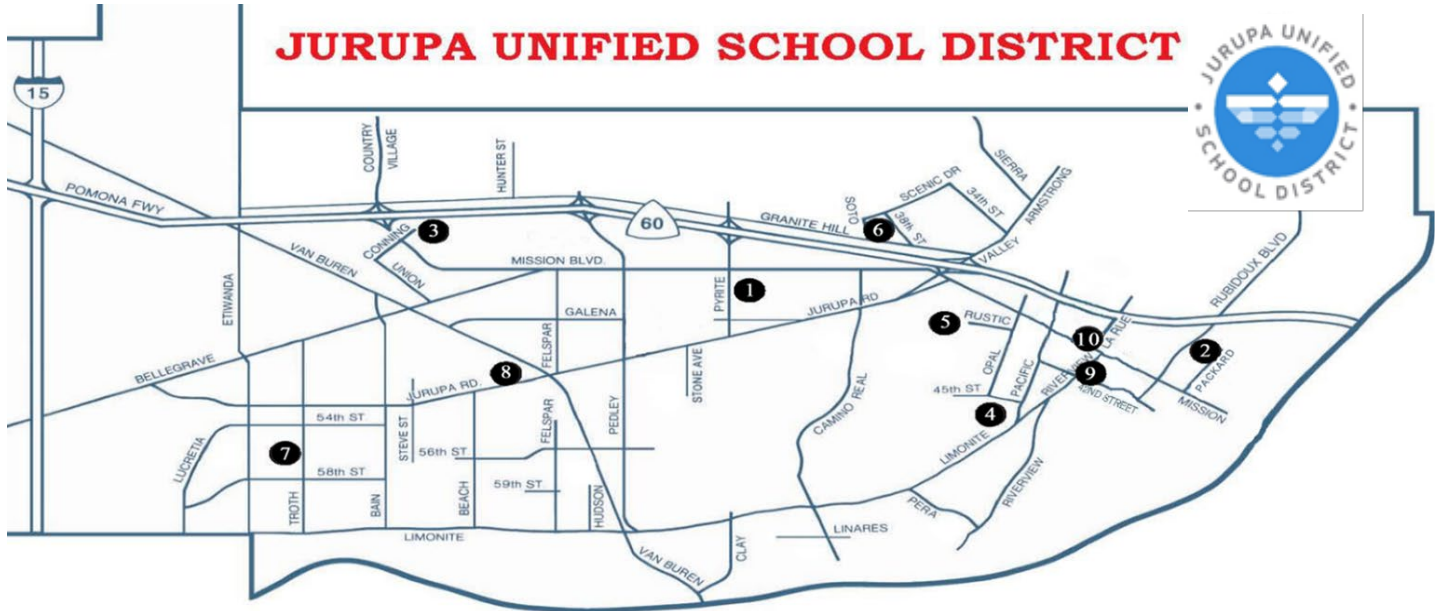 JURUPA UNIFIED SCHOOL DISTRICT
JURUPA UNIFIED
SCHOOL DISTRICT
15
POMONA FWY
COUNTRY
VILLAGE
HUNTER ST
60
GRANITE HILL
SOTO
SCENIC DR
38th ST
34th ST
SIERRA
ARMSTRONG
VALLEY
6
3
CONNING
UNION
VAN BUREN
ETIWANDA
MISSION BLVD.
PYRITE
1
JURUPA RD
GALENA
FELSPAR
RUBIDOUX BLVD
5
RUSTIC
OPAL
PACIFIC
10
LA RUE
2
PACKARD
BELLEGRAVE
8
JURUPA RD.
STONE AVE
CAMINO REAL
RIVERVIEW
9
42ND STREET
MISSION
45th ST
4
54th ST
STEVE ST
FELSPAR
PEDLEY
LIMONITE
LUCRETIA
7
58th ST
56th ST
59th ST
TROTH
BAIN
BEACH
HUDSON
PERA
RIVERVIEW
LIMONITE
VAN BUREN
CLAY
LINARES